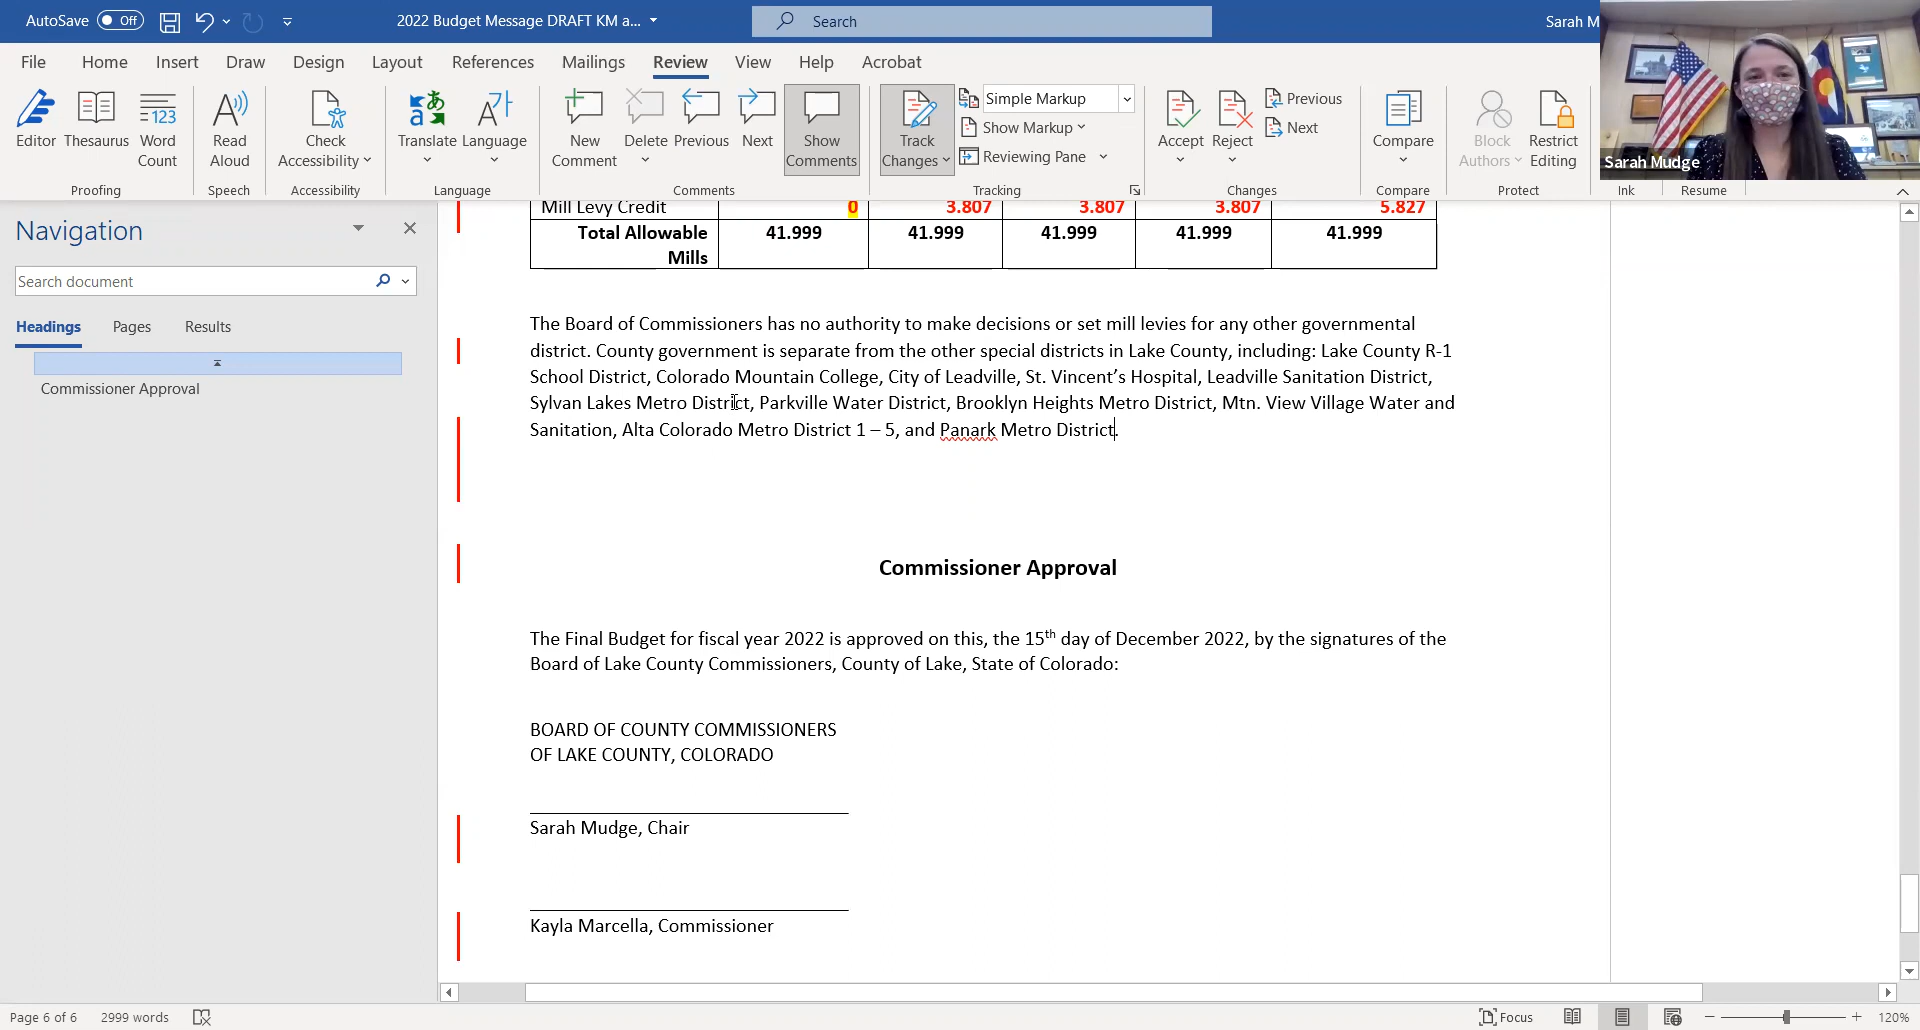 AutoSave Off 2022 Budget Message DRAFT KM a... Search Sarah M
File Home Insert Draw Design Layout References Mailings Review View Help Acrobat
Editor Thesaurus Word Count Read Aloud Check Accessibility Translate Language New Comment Delete Previous Next Show Comments Track Changes Simple Markup Show Markup Reviewing Pane Accept Reject Previous Next Compare Block Authors Restrict Editing
Sarah Mudge
Proofing Speech Accessibility Language Comments Tracking Changes Compare Protect Ink Resume
Navigation
Search document
Headings Pages Results
Commissioner Approval
Mill Levy Credit 0 3.807 3.807 3.807 5.827
Total Allowable 41.999 41.999 41.999 41.999 41.999
Mills
The Board of Commissioners has no authority to make decisions or set mill levies for any other governmental
district. County government is separate from the other special districts in Lake County, including: Lake County R-1
School District, Colorado Mountain College, City of Leadville, St. Vincent’s Hospital, Leadville Sanitation District,
Sylvan Lakes Metro District, Parkville Water District, Brooklyn Heights Metro District, Mtn. View Village Water and
Sanitation, Alta Colorado Metro District 1 – 5, and Panark Metro District.
Commissioner Approval
The Final Budget for fiscal year 2022 is approved on this, the 15th day of December 2022, by the signatures of the
Board of Lake County Commissioners, County of Lake, State of Colorado:
BOARD OF COUNTY COMMISSIONERS
OF LAKE COUNTY, COLORADO
Sarah Mudge, Chair
Kayla Marcella, Commissioner
Page 6 of 6 2999 words Focus 120%